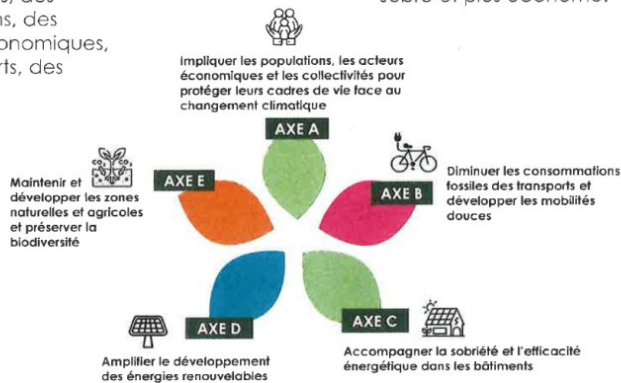 s, des
ns, des
onomiques,
rts, des
sobre et plus économe.
Impliquer les populations, les acteurs
économiques et les collectivités pour
protéger leurs cadres de vie face au
changement climatique
AXE A
AXE E
Maintenir et
développer les zones
naturelles et agricoles
et préserver la
biodiversité
AXE B
Diminuer les consommations
fossiles des transports et
développer les mobilités
douces
AXE D
Amplifier le développement
des énergies renouvelables
AXE C
Accompagner la sobriété et l'efficacité
énergétique dans les bâtiments